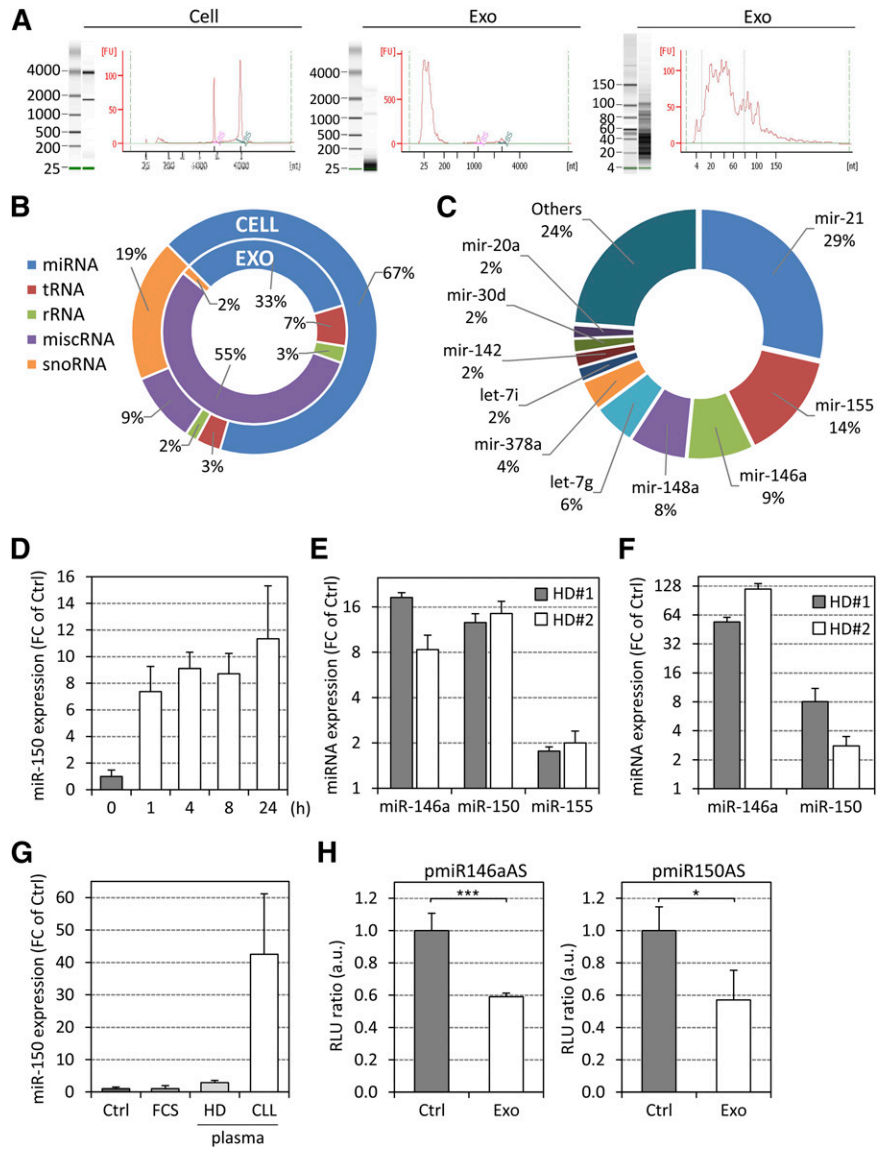 A
Cell
Exo
Exo
4000
2000
1000
500
200
25
[FU]
100
50
0
25
200
1000
4000
[nt]
4000
2000
1000
500
200
25
[FU]
500
0
25
200
1000
4000
[nt]
150
100
80
60
40
20
4
[FU]
100
50
0
4
20
40
60
80
100
150
[nt]
B
miRNA
tRNA
rRNA
miscRNA
snoRNA
CELL
EXO
19%
67%
2%
33%
7%
3%
55%
9%
2%
3%
C
Others
24%
mir-20a
2%
mir-30d
2%
mir-142
2%
let-7i
2%
mir-378a
4%
let-7g
6%
mir-148a
8%
mir-146a
9%
mir-155
14%
mir-21
29%
D
miR-150 expression (FC of Ctrl)
16
14
12
10
8
6
4
2
0
0 1 4 8 24 (h)
E
miRNA expression (FC of Ctrl)
16
8
4
2
1
HD#1
HD#2
miR-146a miR-150 miR-155
F
miRNA expression (FC of Ctrl)
128
64
32
16
8
4
2
1
HD#1
HD#2
miR-146a miR-150
G
miR-150 expression (FC of Ctrl)
60
50
40
30
20
10
0
Ctrl FCS HD CLL
plasma
H
pmiR146aAS
RLU ratio (a.u.)
1.2
1.0
0.8
0.6
0.4
0.2
0.0
***
Ctrl Exo
pmiR150AS
RLU ratio (a.u.)
1.2
1.0
0.8
0.6
0.4
0.2
0.0
*
Ctrl Exo